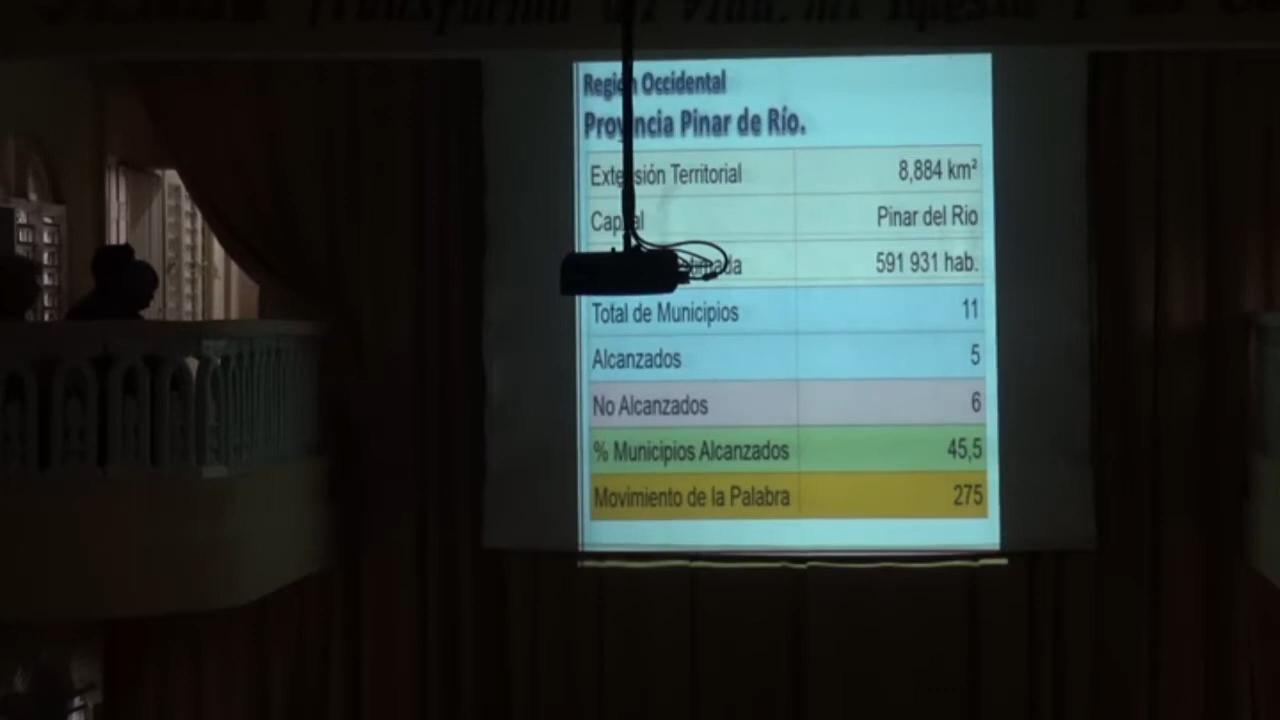 Región Occidental
Provincia Pinar de Río.
Extensión Territorial 8,884 km²
Capital Pinar del Rio
591 931 hab.
Total de Municipios 11
Alcanzados 5
No Alcanzados 6
% Municipios Alcanzados 45,5
Movimiento de la Palabra 275